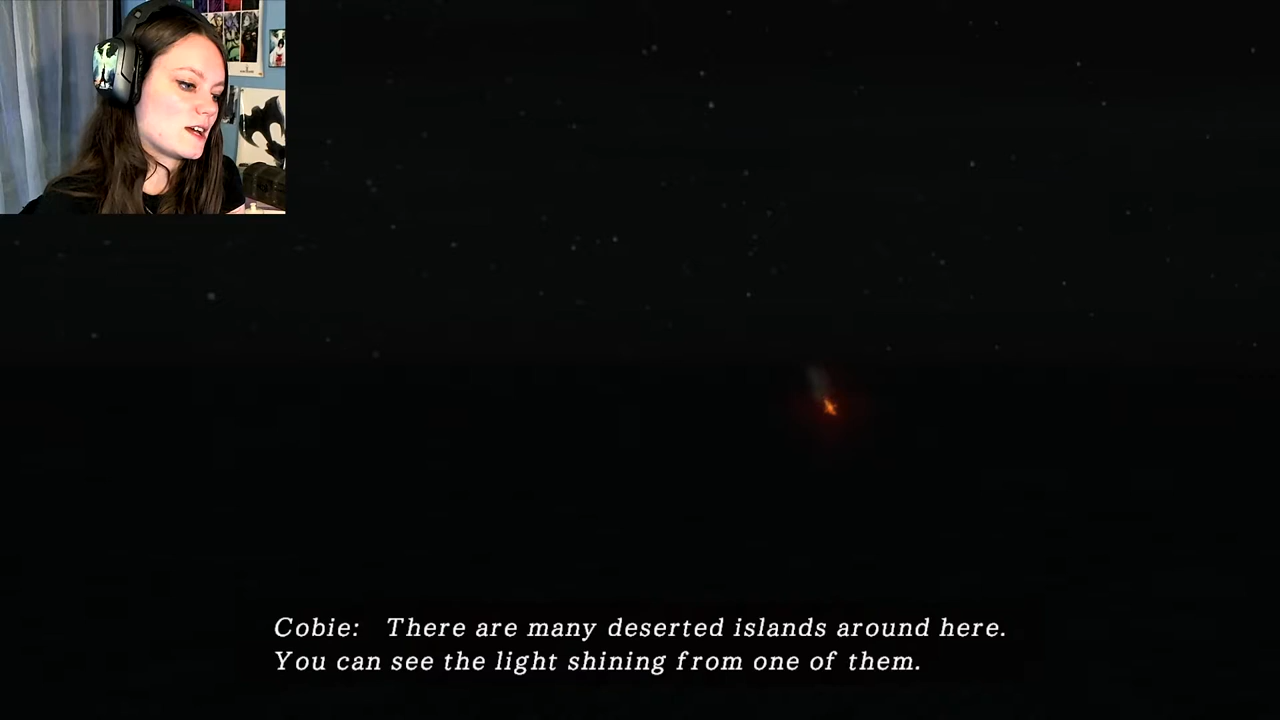 Cobie: There are many deserted islands around here.
You can see the light shining from one of them.